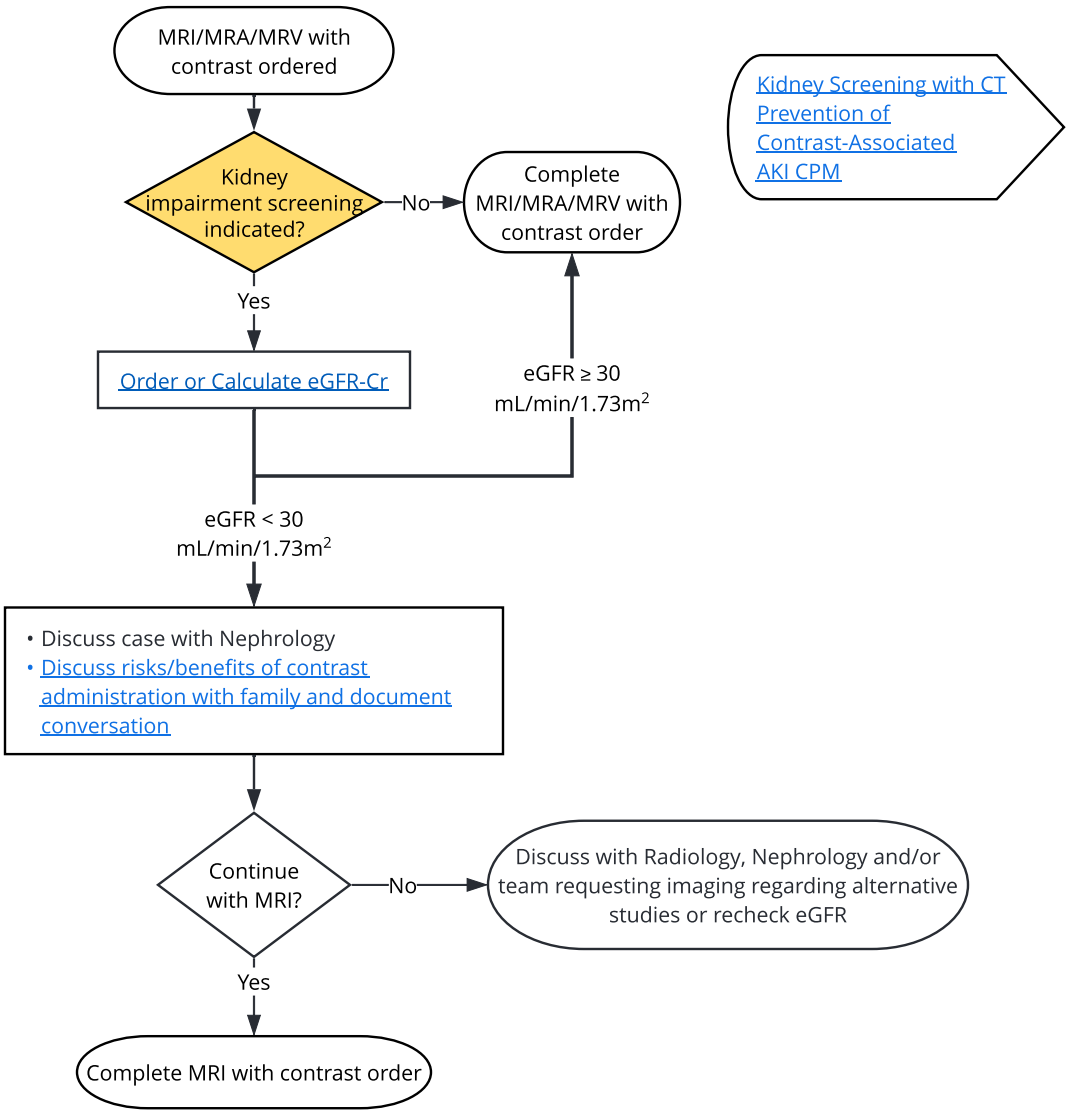 MRI/MRA/MRV with
contrast ordered
Kidney Screening with CT
Prevention of
Contrast-Associated
AKI CPM
Kidney
impairment screening
indicated?
No
Complete
MRI/MRA/MRV with
contrast order
Yes
Order or Calculate eGFR-Cr
eGFR ≥ 30
mL/min/1.73m²
eGFR < 30
mL/min/1.73m²
• Discuss case with Nephrology
• Discuss risks/benefits of contrast
administration with family and document
conversation
Continue
with MRI?
No
Discuss with Radiology, Nephrology and/or
team requesting imaging regarding alternative
studies or recheck eGFR
Yes
Complete MRI with contrast order